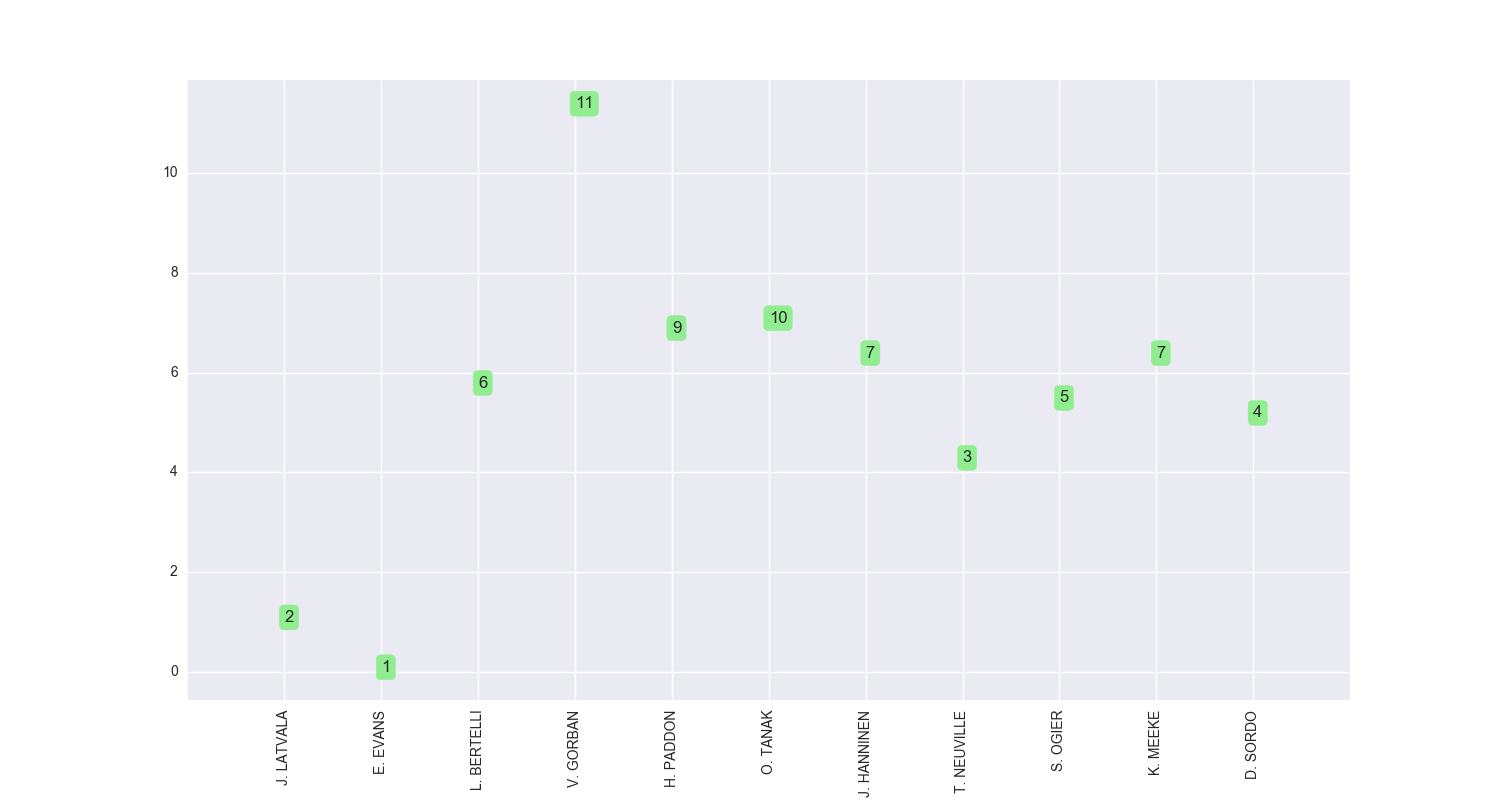 11
10
8
10
9
7
7
6
6
5
4
3
4
2
2
1
0
J. LATVALA
E. EVANS
L. BERTELLI
V. GORBAN
H. PADDON
O. TANAK
J. HANNINEN
T. NEUVILLE
S. OGIER
K. MEEKE
D. SORDO